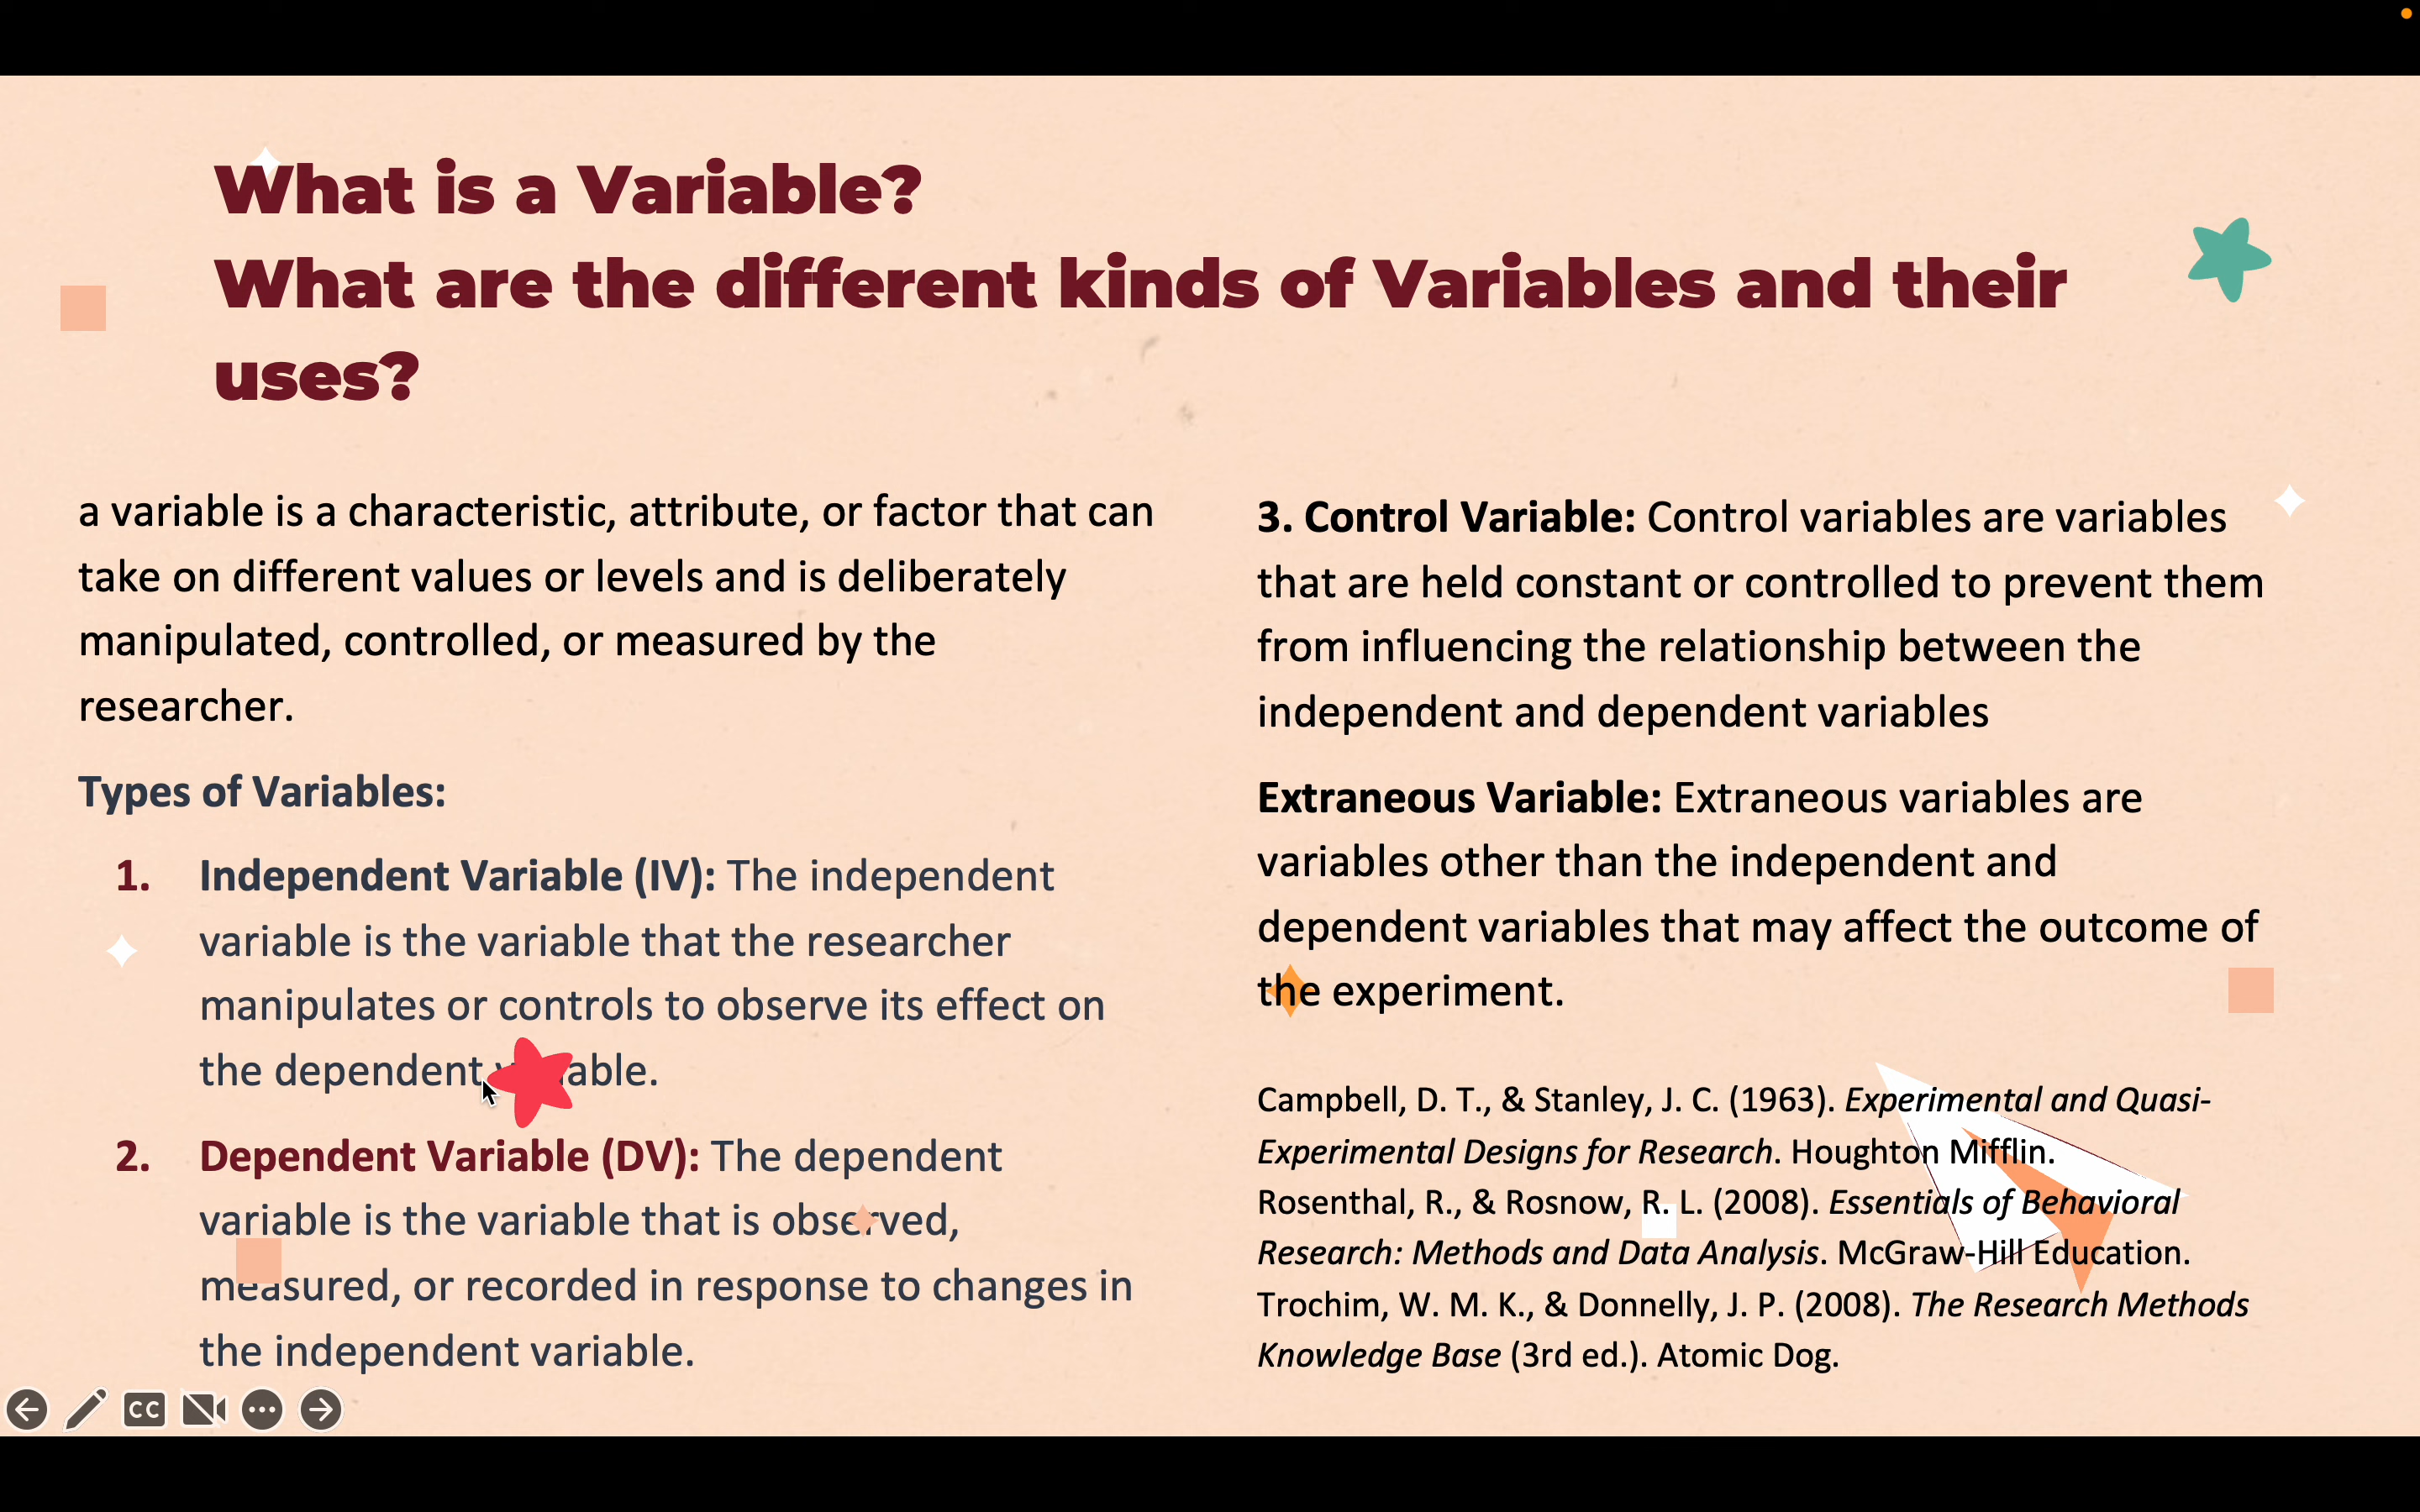 What is a Variable?
What are the different kinds of Variables and their
uses?
a variable is a characteristic, attribute, or factor that can
take on different values or levels and is deliberately
manipulated, controlled, or measured by the
researcher.
Types of Variables:
1. Independent Variable (IV): The independent
variable is the variable that the researcher
manipulates or controls to observe its effect on
the dependent
2. Dependent Variable (DV): The dependent
variable is the variable that is observed,
measured, or recorded in response to changes in
the independent variable.
3. Control Variable: Control variables are variables
that are held constant or controlled to prevent them
from influencing the relationship between the
independent and dependent variables
Extraneous Variable: Extraneous variables are
variables other than the independent and
dependent variables that may affect the outcome of
the experiment.
Campbell, D. T., & Stanley, J. C. (1963). Experimental and Quasi-
Experimental Designs for Research. Houghton Mifflin.
Rosenthal, R., & Rosnow, R. L. (2008). Essentials of Behavioral
Research: Methods and Data Analysis. McGraw-Hill Education.
Trochim, W. M. K., & Donnelly, J. P. (2008). The Research Methods
Knowledge Base (3rd ed.). Atomic Dog.
CC